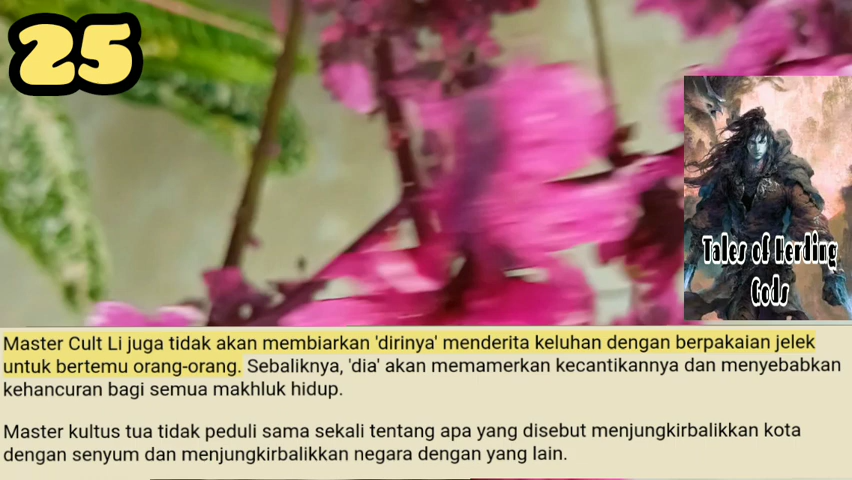 25
Tales of Herding
Gods
Master Cult Li juga tidak akan membiarkan 'dirinya' menderita keluhan dengan berpakaian jelek
untuk bertemu orang-orang. Sebaliknya, 'dia' akan memamerkan kecantikannya dan menyebabkan
kehancuran bagi semua makhluk hidup.
Master kultus tua tidak peduli sama sekali tentang apa yang disebut menjungkirbalikkan kota
dengan senyum dan menjungkirbalikkan negara dengan yang lain.